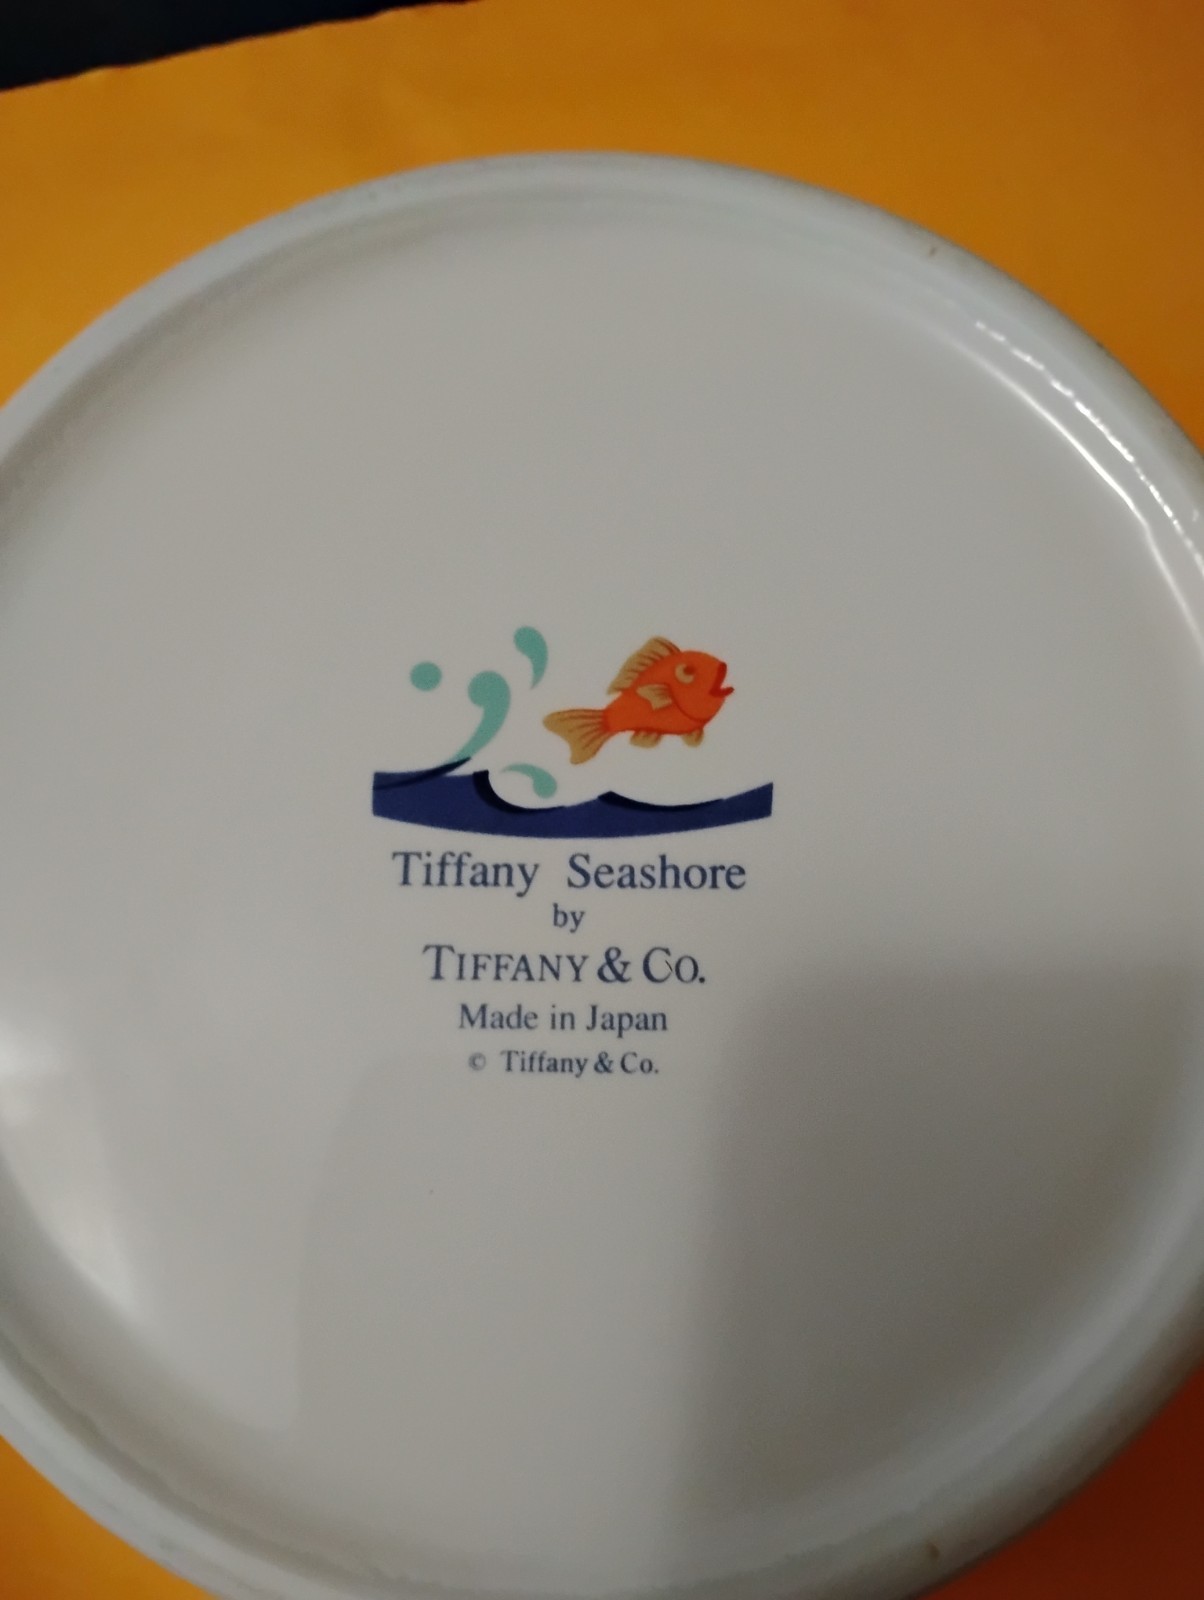 Tiffany Seashore
by
TIFFANY & CO.
Made in Japan
© Tiffany & Co.